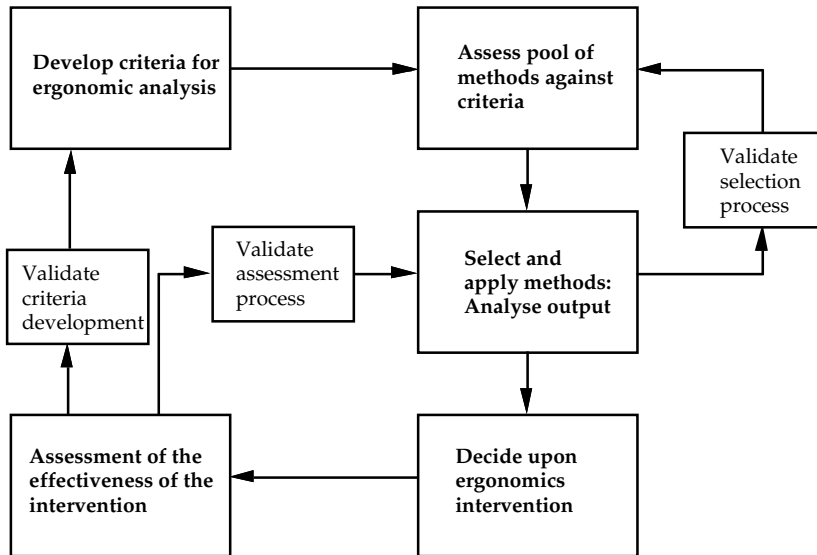 Develop criteria for
ergonomic analysis
Assess pool of
methods against
criteria
Validate
selection
process
Validate
assessment
process
Select and
apply methods:
Analyse output
Validate
criteria
development
Assessment of the
effectiveness of the
intervention
Decide upon
ergonomics
intervention